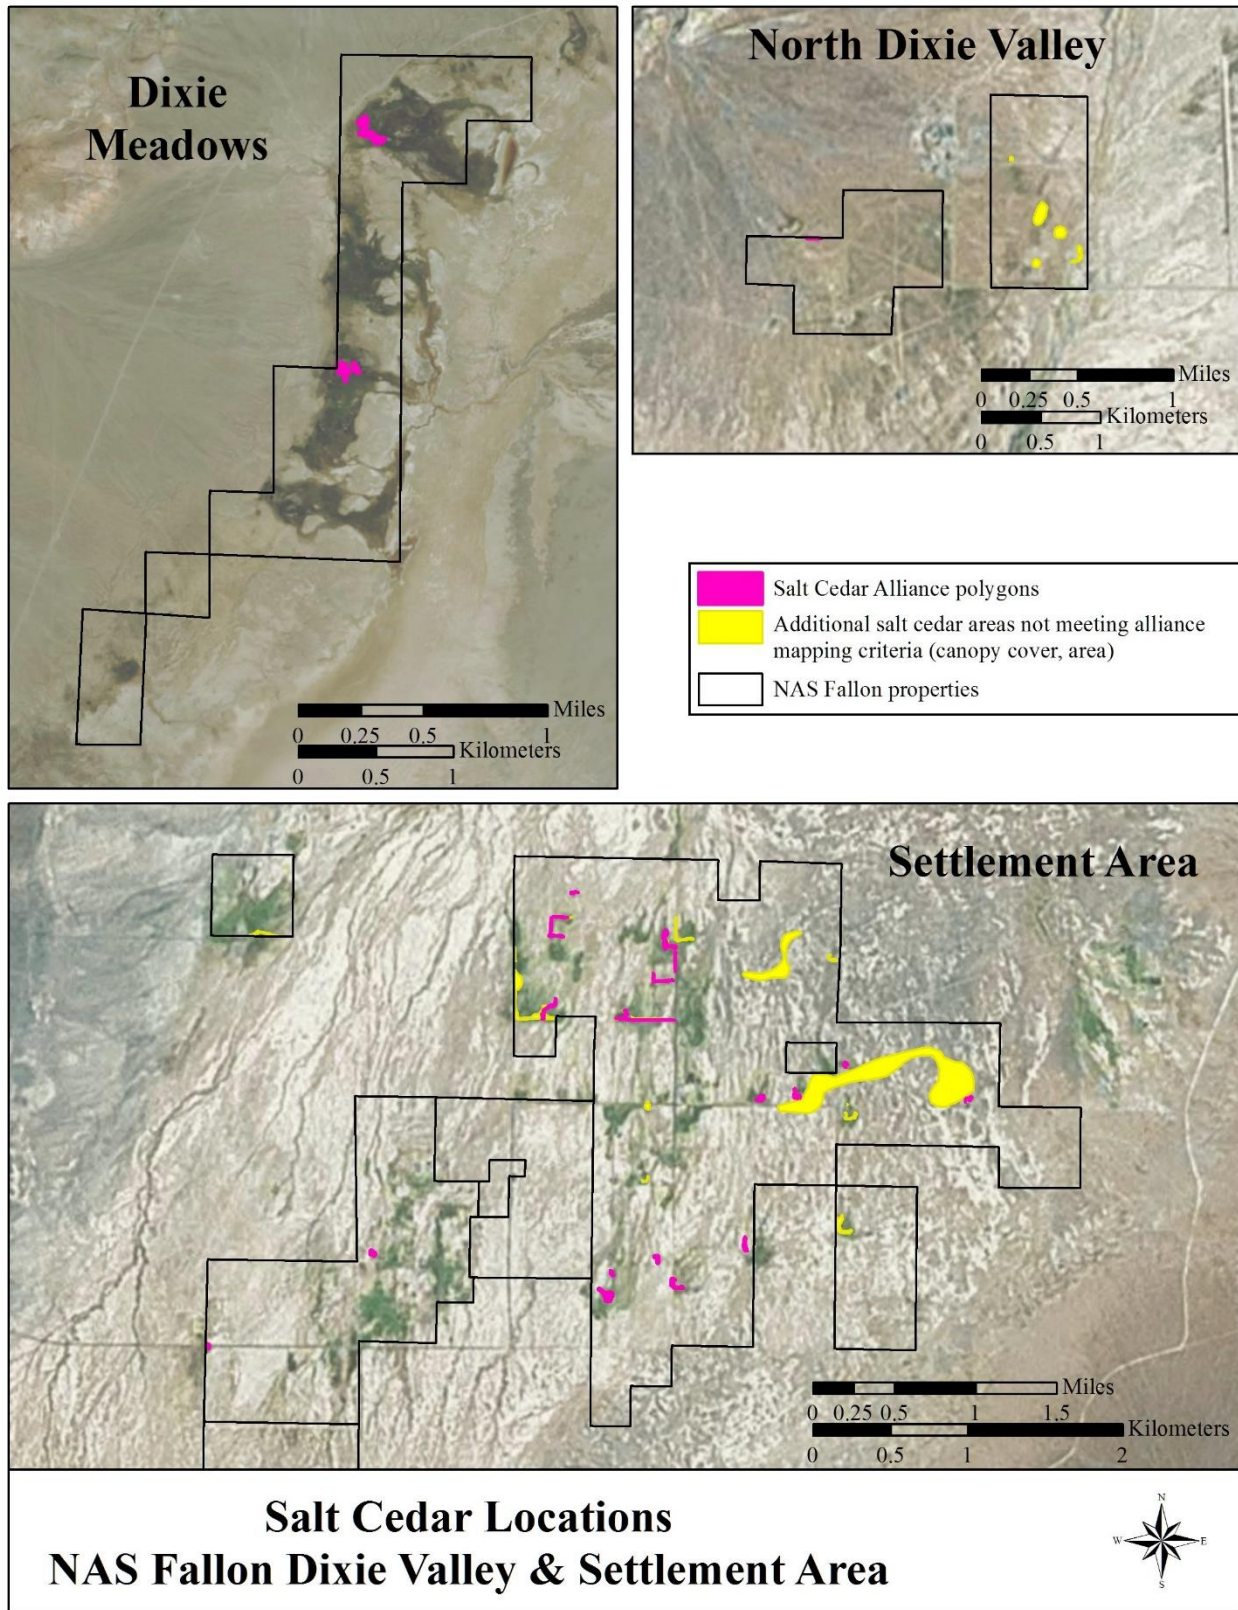 Dixie
Meadows
Miles
0 0.25 0.5 1
Kilometers
0 0.5 1
North Dixie Valley
Miles
0 0.25 0.5 1
Kilometers
0 0.5 1
Salt Cedar Alliance polygons
Additional salt cedar areas not meeting alliance
mapping criteria (canopy cover, area)
NAS Fallon properties
Settlement Area
Miles
0 0.25 0.5 1 1.5
Kilometers
0 0.5 1 2
Salt Cedar Locations
NAS Fallon Dixie Valley & Settlement Area
N
W E
S